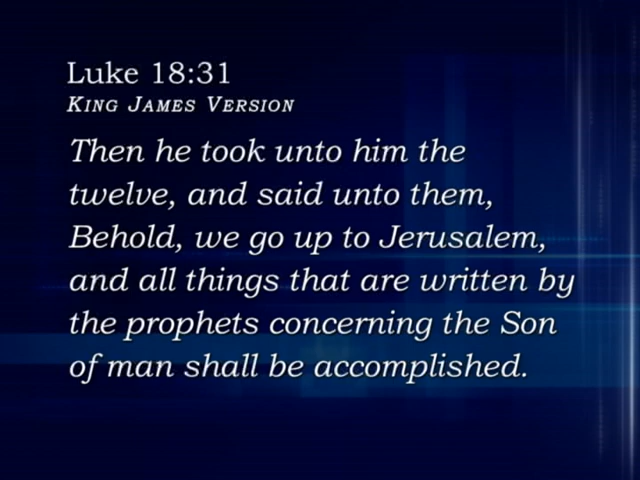 Luke 18:31
King James Version
Then he took unto him the
twelve, and said unto them,
Behold, we go up to Jerusalem,
and all things that are written by
the prophets concerning the Son
of man shall be accomplished.